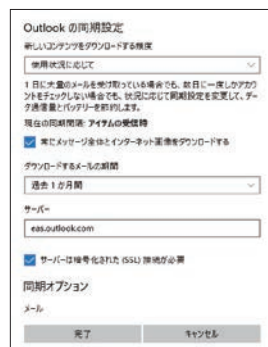 Outlook の同期設定
新しいコンテンツをダウンロードする頻度
使用状況に応じて
1 日に大量のメールを受け取っている場合でも、数日に一度しかアカウ
ントをチェックしない場合でも、状況に応じて同期設定を変更して、デー
タ通信量とバッテリーを節約します。
現在の同期間隔: アイテムの受信時
常にメッセージ全体とインターネット画像をダウンロードする
ダウンロードするメールの期間
過去 1 か月間
サーバー
eas.outlook.com
サーバーは暗号化された (SSL) 接続が必要
同期オプション
メール
完了
キャンセル